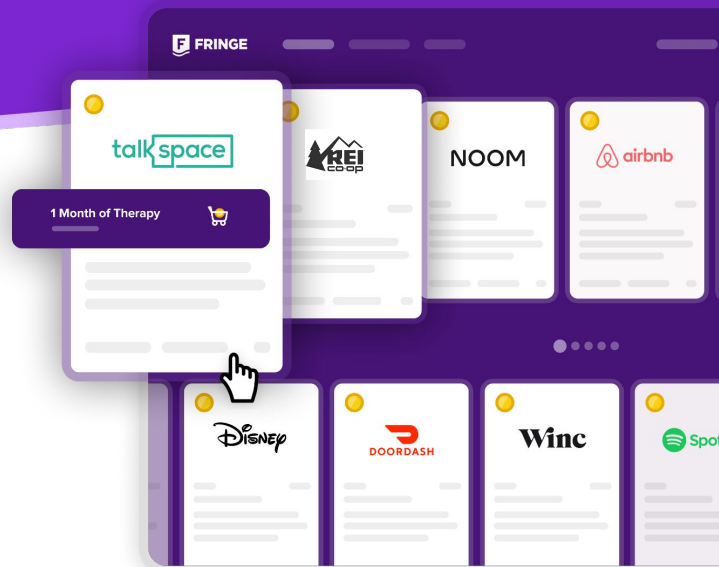 FRINGE
talkspace
1 Month of Therapy
REI
CO-OP
NOOM
airbnb
Disney
DOORDASH
Winc
Spot